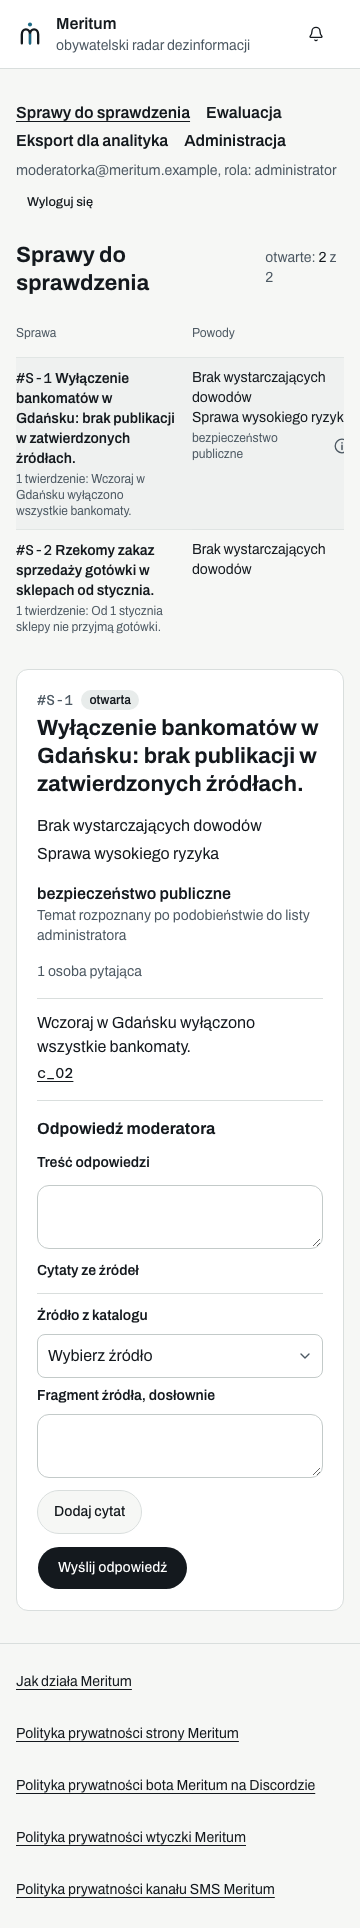 Meritum
obywatelski radar dezinformacji
Sprawy do sprawdzenia Ewaluacja
Eksport dla analityka Administracja
moderatorka@meritum.example, rola: administrator
Wyloguj się
Sprawy do
sprawdzenia
otwarte: 2 z
2
Sprawa Powody
#S-1 Wyłączenie
bankomatów w
Gdańsku: brak publikacji
w zatwierdzonych
źródłach.
1 twierdzenie: Wczoraj w
Gdańsku wyłączono
wszystkie bankomaty.
Brak wystarczających
dowodów
Sprawa wysokiego ryzyk
bezpieczeństwo
publiczne
#S-2 Rzekomy zakaz
sprzedaży gotówki w
sklepach od stycznia.
1 twierdzenie: Od 1 stycznia
sklepy nie przyjmą gotówki.
Brak wystarczających
dowodów
#S-1 otwarta
Wyłączenie bankomatów w
Gdańsku: brak publikacji w
zatwierdzonych źródłach.
Brak wystarczających dowodów
Sprawa wysokiego ryzyka
bezpieczeństwo publiczne
Temat rozpoznany po podobieństwie do listy
administratora
1 osoba pytająca
Wczoraj w Gdańsku wyłączono
wszystkie bankomaty.
c_02
Odpowiedź moderatora
Treść odpowiedzi
Cytaty ze źródeł
Źródło z katalogu
Wybierz źródło
Fragment źródła, dosłownie
Dodaj cytat
Wyślij odpowiedź
Jak działa Meritum
Polityka prywatności strony Meritum
Polityka prywatności bota Meritum na Discordzie
Polityka prywatności wtyczki Meritum
Polityka prywatności kanału SMS Meritum